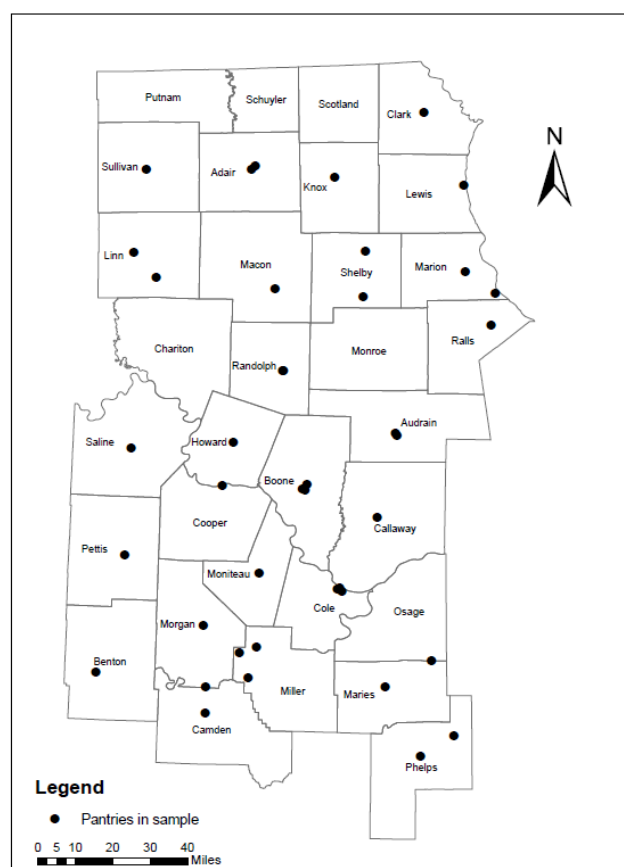 Putnam
Schuyler
Scotland
Clark
N
Sullivan
Adair
Knox
Lewis
Linn
Macon
Shelby
Marion
Chariton
Randolph
Monroe
Ralls
Saline
Howard
Audrain
Boone
Cooper
Callaway
Pettis
Moniteau
Cole
Osage
Morgan
Benton
Miller
Maries
Camden
Phelps
Legend
Pantries in sample
0 5 10 20 30 40
Miles